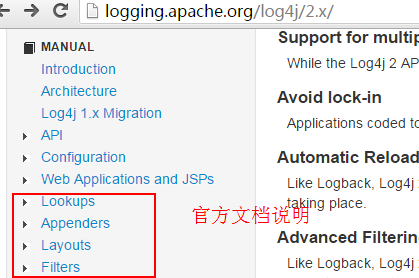 logging.apache.org/log4j/2.x/
MANUAL
Introduction
Architecture
Log4j 1.x Migration
API
Configuration
Web Applications and JSPs
Lookups
Appenders
Layouts
Filters
官方文档说明
Support for multip
While the Log4j 2 AP
Avoid lock-in
Applications coded to
Automatic Reload
Like Logback, Log4j
taking place.
Advanced Filterin
Like Logback, Log4j